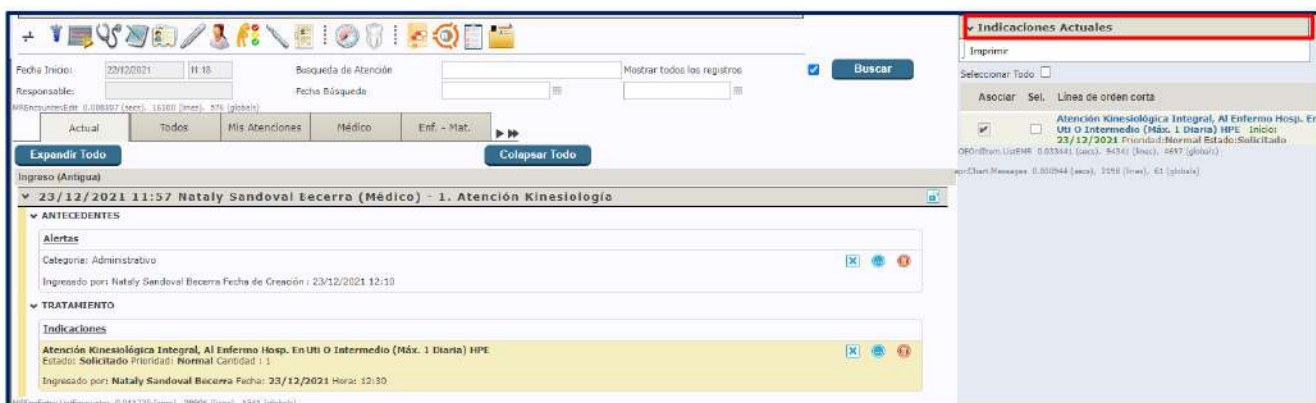 Fecha Inicio:
22/12/2021
11:18
Busqueda de Atención
Mostrar todos los registros
Buscar
Responsable:
Fecha Búsqueda
Actual
Todos
Mis Atenciones
Médico
Enf. - Mat.
Expandir Todo
Colapsar Todo
Ingreso (Antigua)
23/12/2021 11:57 Nataly Sandoval Becerra (Médico) - 1. Atención Kinesiología
ANTECEDENTES
Alertas
Categoria: Administrativo
Ingresado por: Nataly Sandoval Becerra Fecha de Creación : 23/12/2021 12:10
TRATAMIENTO
Indicaciones
Atención Kinesiológica Integral, Al Enfermo Hosp. En Uti O Intermedio (Máx. 1 Diaria) HPE
Estado: Solicitado Prioridad: Normal Cantidad : 1
Ingresado por: Nataly Sandoval Becerra Fecha: 23/12/2021 Hora: 12:30
Indicaciones Actuales
Imprimir
Seleccionar Todo
Asociar Sel. Línea de orden corta
Atención Kinesiológica Integral, Al Enfermo Hosp. En
Uti O Intermedio (Máx. 1 Diaria) HPE Inicio:
23/12/2021 Prioridad:Normal Estado:Solicitado